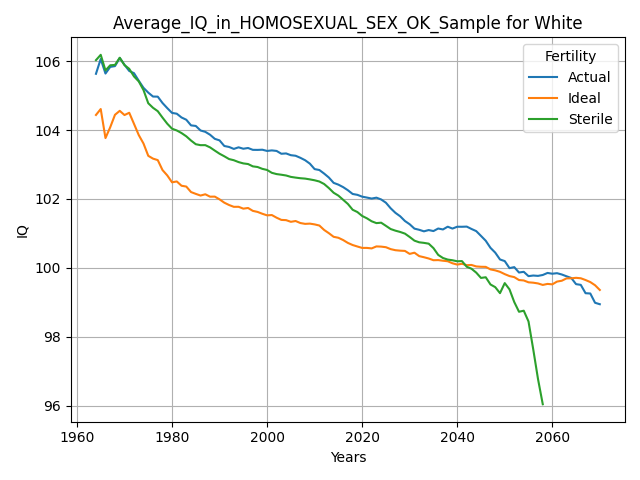 Average_IQ_in_HOMOSEXUAL_SEX_OK_Sample for White
Fertility
Actual
Ideal
Sterile
IQ
106
104
102
100
98
96
1960
1980
2000
2020
2040
2060
Years